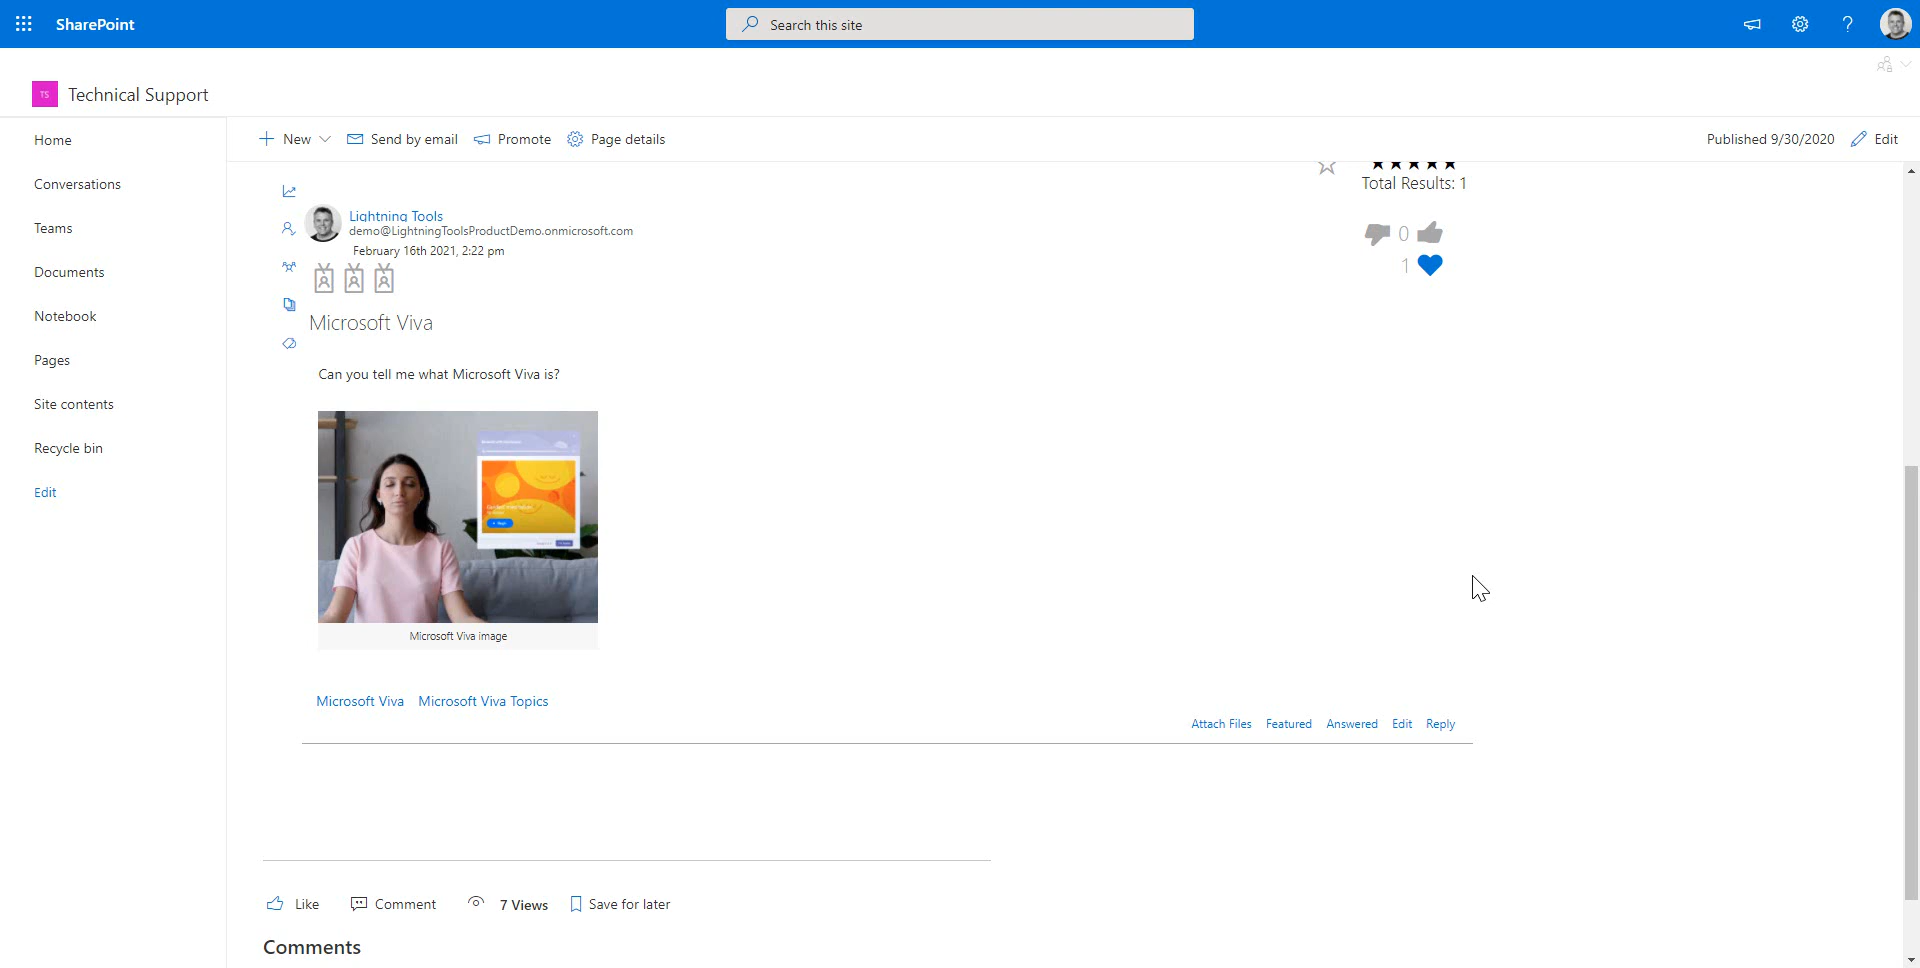 SharePoint
Search this site
?
TS
Technical Support
Home
Conversations
Teams
Documents
Notebook
Pages
Site contents
Recycle bin
Edit
New
Send by email
Promote
Page details
Published 9/30/2020
Edit
Total Results: 1
Lightning Tools
demo@LightningToolsProductDemo.onmicrosoft.com
February 16th 2021, 2:22 pm
0
1
Microsoft Viva
Can you tell me what Microsoft Viva is?
Microsoft Viva image
Microsoft Viva Microsoft Viva Topics
Attach Files Featured Answered Edit Reply
Like
Comment
7 Views
Save for later
Comments